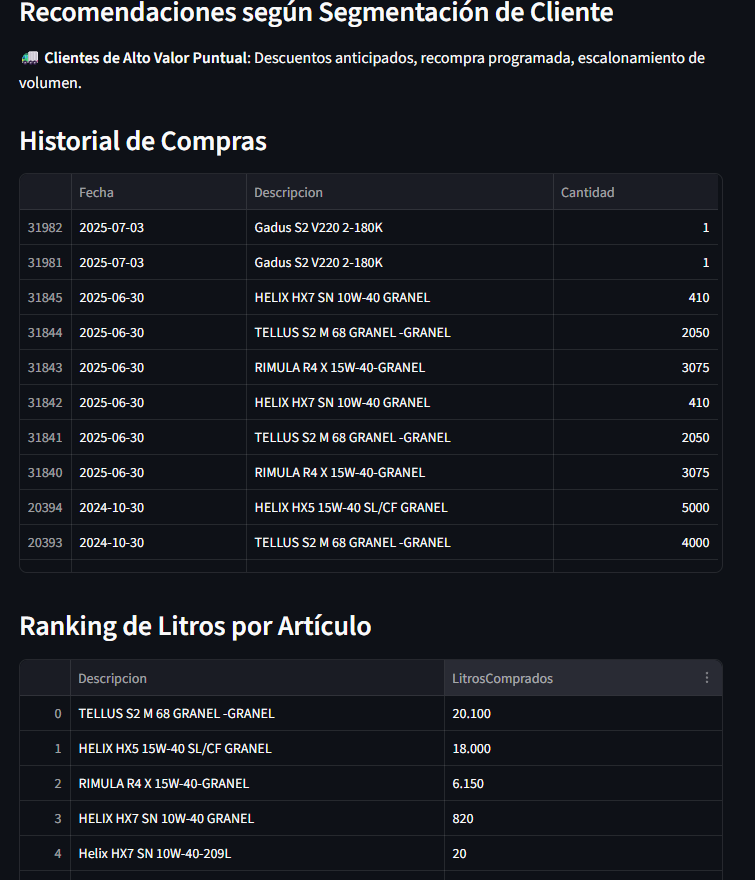 Recomendaciones según Segmentación de Cliente
🚛 Clientes de Alto Valor Puntual: Descuentos anticipados, recompra programada, escalonamiento de
volumen.
Historial de Compras
Fecha Descripcion Cantidad
31982 2025-07-03 Gadus S2 V220 2-180K 1
31981 2025-07-03 Gadus S2 V220 2-180K 1
31845 2025-06-30 HELIX HX7 SN 10W-40 GRANEL 410
31844 2025-06-30 TELLUS S2 M 68 GRANEL -GRANEL 2050
31843 2025-06-30 RIMULA R4 X 15W-40-GRANEL 3075
31842 2025-06-30 HELIX HX7 SN 10W-40 GRANEL 410
31841 2025-06-30 TELLUS S2 M 68 GRANEL -GRANEL 2050
31840 2025-06-30 RIMULA R4 X 15W-40-GRANEL 3075
20394 2024-10-30 HELIX HX5 15W-40 SL/CF GRANEL 5000
20393 2024-10-30 TELLUS S2 M 68 GRANEL -GRANEL 4000
Ranking de Litros por Artículo
Descripcion LitrosComprados
0 TELLUS S2 M 68 GRANEL -GRANEL 20.100
1 HELIX HX5 15W-40 SL/CF GRANEL 18.000
2 RIMULA R4 X 15W-40-GRANEL 6.150
3 HELIX HX7 SN 10W-40 GRANEL 820
4 Helix HX7 SN 10W-40-209L 20